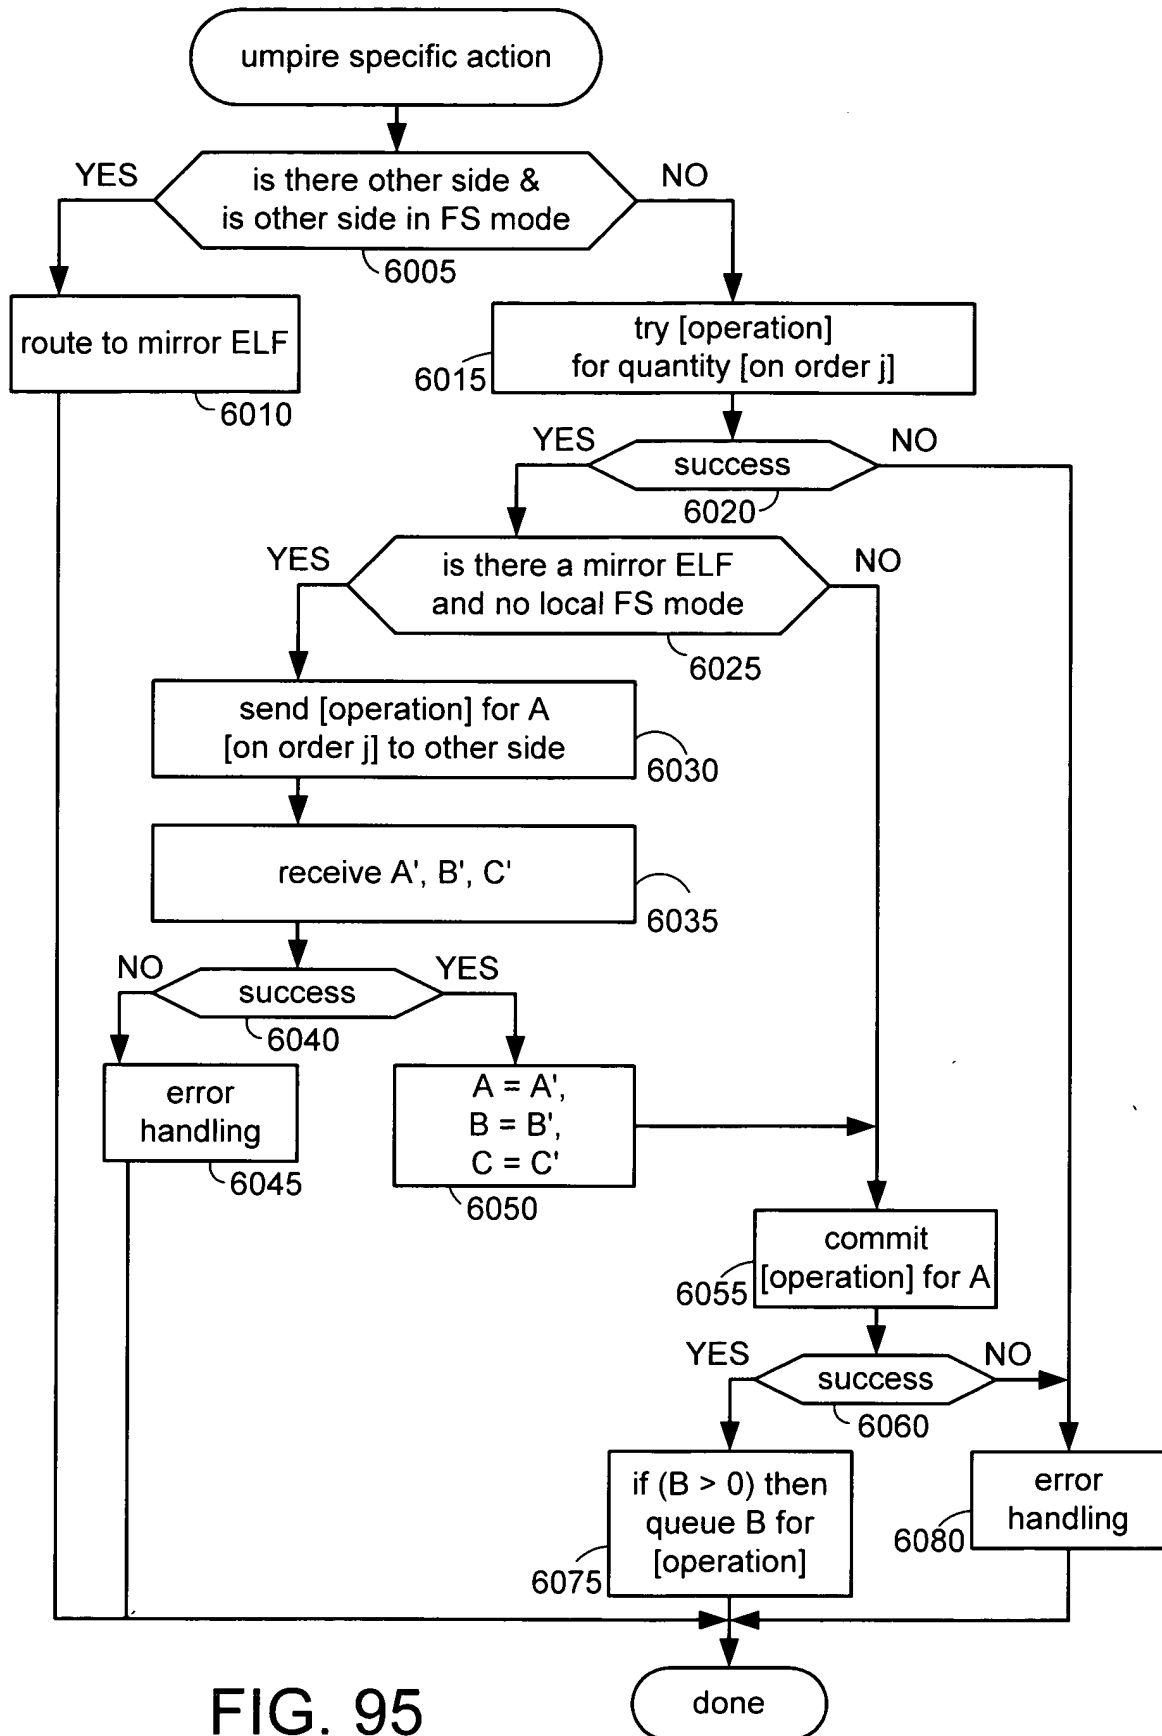 umpire specific action
YES
is there other side &
is other side in FS mode
NO
6005
route to mirror ELF
6010
try [operation]
for quantity [on order j]
6015
YES
success
NO
6020
YES
is there a mirror ELF
and no local FS mode
NO
6025
send [operation] for A
[on order j] to other side
6030
receive A', B', C'
6035
NO
success
YES
6040
error
handling
6045
A = A',
B = B',
C = C'
6050
commit
[operation] for A
6055
YES
success
NO
6060
if (B > 0) then
queue B for
[operation]
6075
error
handling
6080
done
FIG. 95